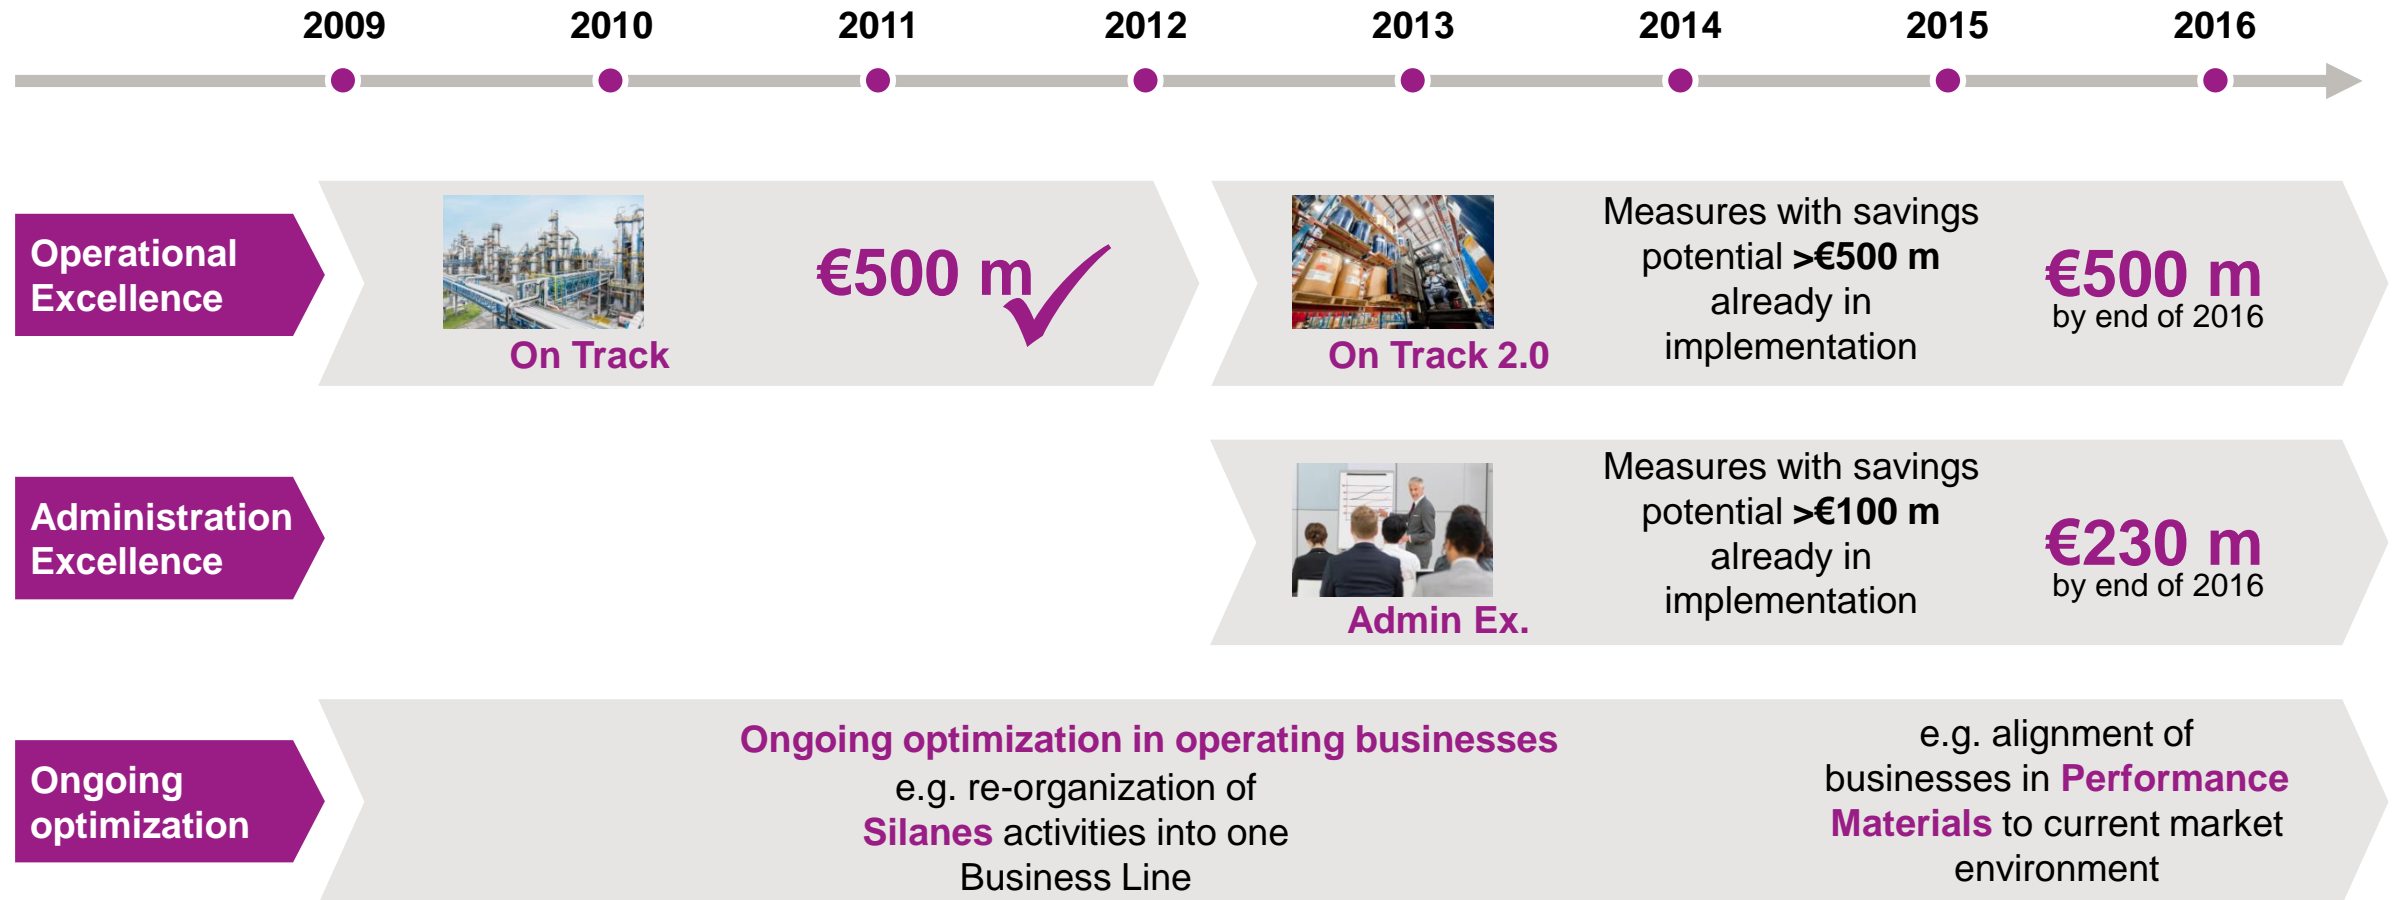 2009 2010 2011 2012 2013 2014 2015 2016
Operational
Excellence
On Track
€500 m
On Track 2.0
Measures with savings
potential >€500 m
already in
implementation
€500 m
by end of 2016
Administration
Excellence
Admin Ex.
Measures with savings
potential >€100 m
already in
implementation
€230 m
by end of 2016
Ongoing
optimization
Ongoing optimization in operating businesses
e.g. re-organization of
Silanes activities into one
Business Line
e.g. alignment of
businesses in Performance
Materials to current market
environment